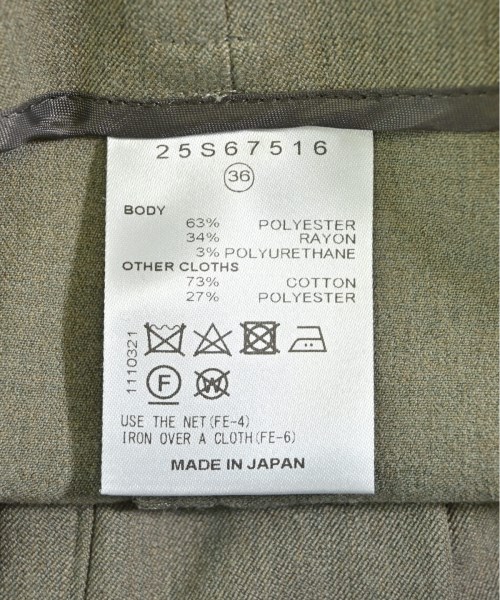 25S67516
36
BODY
63% POLYESTER
34% RAYON
3% POLYURETHANE
OTHER CLOTHS
73% COTTON
27% POLYESTER
1110321
F W
USE THE NET(FE-4)
IRON OVER A CLOTH(FE-6)
MADE IN JAPAN